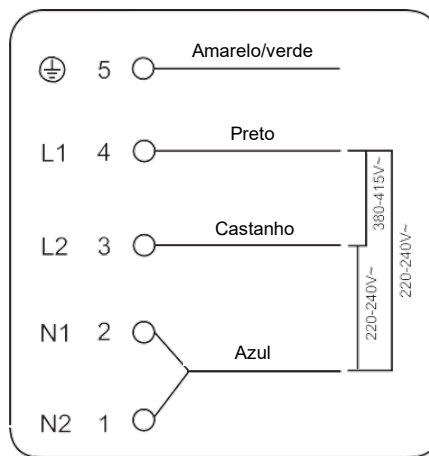 5 Amarelo/verde
L1 4 Preto
L2 3 Castanho
N1 2
Azul
N2 1
380-415V~
220-240V~
220-240V~